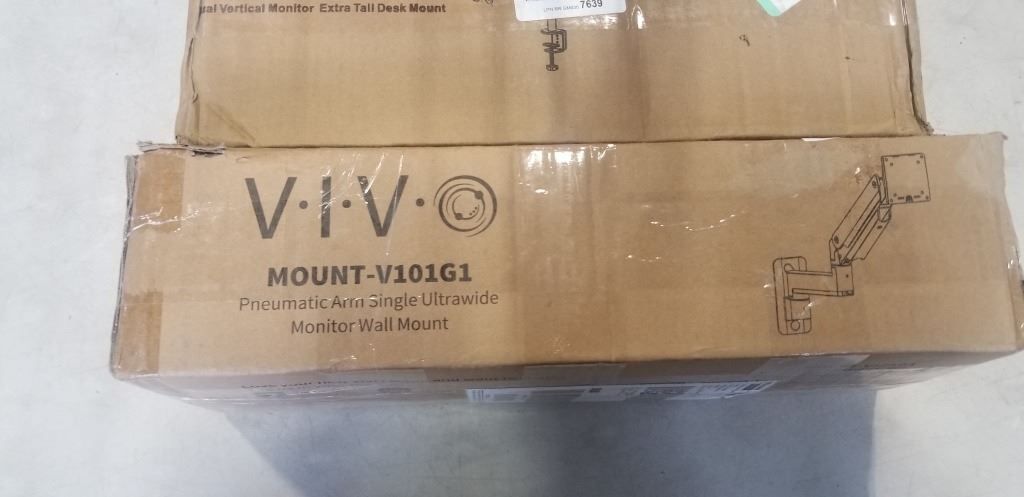 ual Vertical Monitor Extra Tall Desk Mount
7639
V·I·V·O
MOUNT-V101G1
Pneumatic Arm Single Ultrawide
Monitor Wall Mount